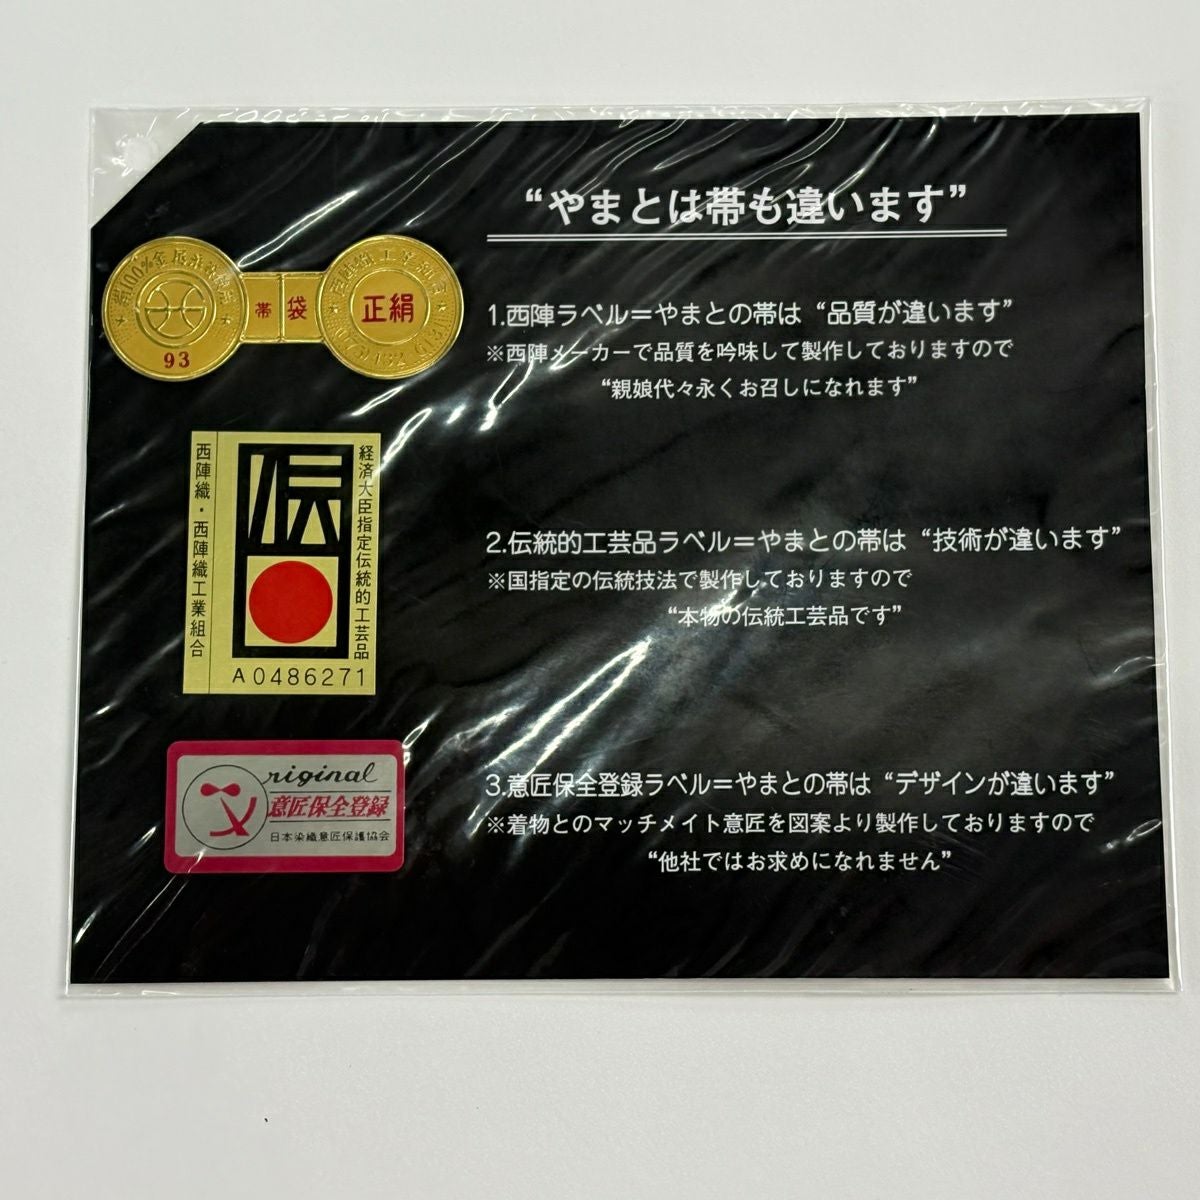 “やまとは帯も違います”
帯
袋
正絹
93
西陣織工業組合
1.西陣ラベル＝やまとの帯は “品質が違います”
※西陣メーカーで品質を吟味して製作しておりますので
“親娘代々永くお召しになれます”
経済大臣指定伝統的工芸品
伝
西陣織・西陣織工業組合
A0486271
2.伝統的工芸品ラベル＝やまとの帯は “技術が違います”
※国指定の伝統技法で製作しておりますので
“本物の伝統工芸品です”
Original
意匠保全登録
日本染織意匠保護協会
3.意匠保全登録ラベル＝やまとの帯は “デザインが違います”
※着物とのマッチメイト意匠を図案より製作しておりますので
“他社ではお求めになれません”